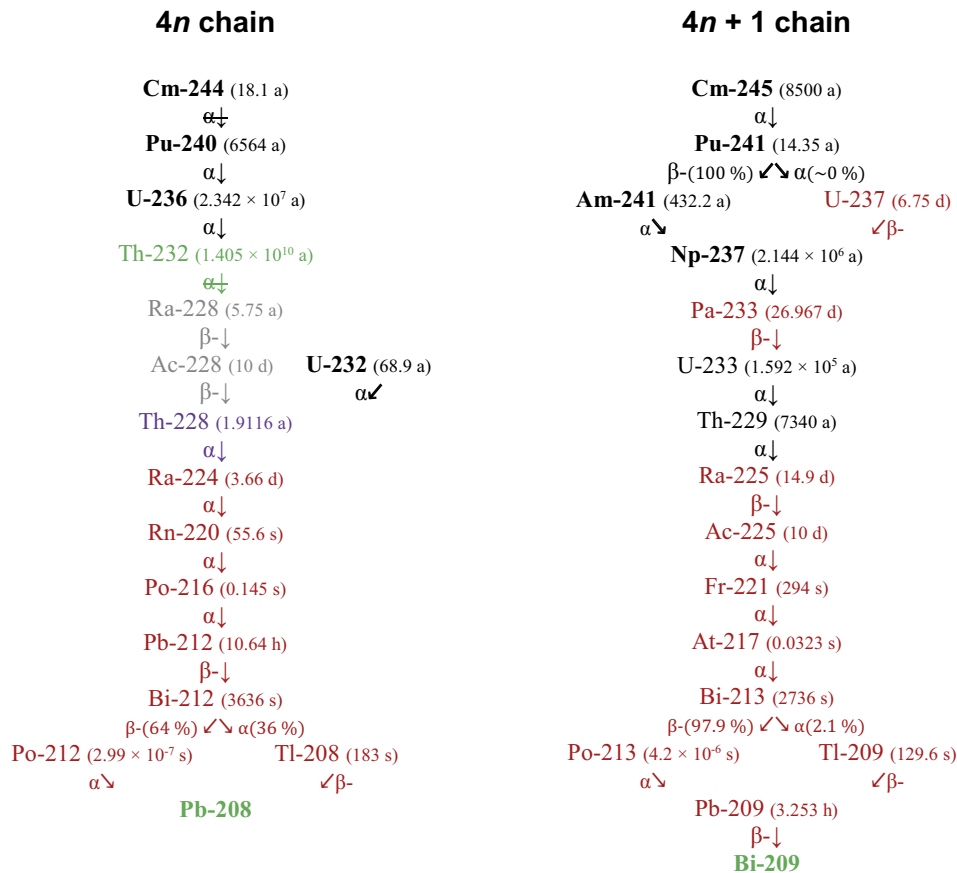 4n chain
Cm-244 (18.1 a)
α↓
Pu-240 (6564 a)
α↓
U-236 (2.342 × 10⁷ a)
α↓
Th-232 (1.405 × 10¹⁰ a)
α↓
Ra-228 (5.75 a)
β-↓
Ac-228 (10 d) U-232 (68.9 a)
β-↓ α↙
Th-228 (1.9116 a)
α↓
Ra-224 (3.66 d)
α↓
Rn-220 (55.6 s)
α↓
Po-216 (0.145 s)
α↓
Pb-212 (10.64 h)
β-↓
Bi-212 (3636 s)
β-(64 %) ↙↘ α(36 %)
Po-212 (2.99 × 10⁻⁷ s) Tl-208 (183 s)
α↘ ↙β-
Pb-208
4n + 1 chain
Cm-245 (8500 a)
α↓
Pu-241 (14.35 a)
β-(100 %) ↙↘ α(~0 %)
Am-241 (432.2 a) U-237 (6.75 d)
α↘ ↙β-
Np-237 (2.144 × 10⁶ a)
α↓
Pa-233 (26.967 d)
β-↓
U-233 (1.592 × 10⁵ a)
α↓
Th-229 (7340 a)
α↓
Ra-225 (14.9 d)
β-↓
Ac-225 (10 d)
α↓
Fr-221 (294 s)
α↓
At-217 (0.0323 s)
α↓
Bi-213 (2736 s)
β-(97.9 %) ↙↘ α(2.1 %)
Po-213 (4.2 × 10⁻⁶ s) Tl-209 (129.6 s)
α↘ ↙β-
Pb-209 (3.253 h)
β-↓
Bi-209